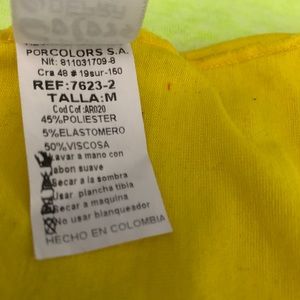 PORCOLORS S.A.
Nit: 811031709-8
Cra 48 # 19sur-160
REF:7623-2
TALLA:M
Cod Cof:AR020
45%POLIESTER
5%ELASTOMERO
50%VISCOSA
Lavar a mano con
jabon suave
Secar a la sombra
Usar plancha tibia
Secar a maquina
No usar blanqueador
HECHO EN COLOMBIA